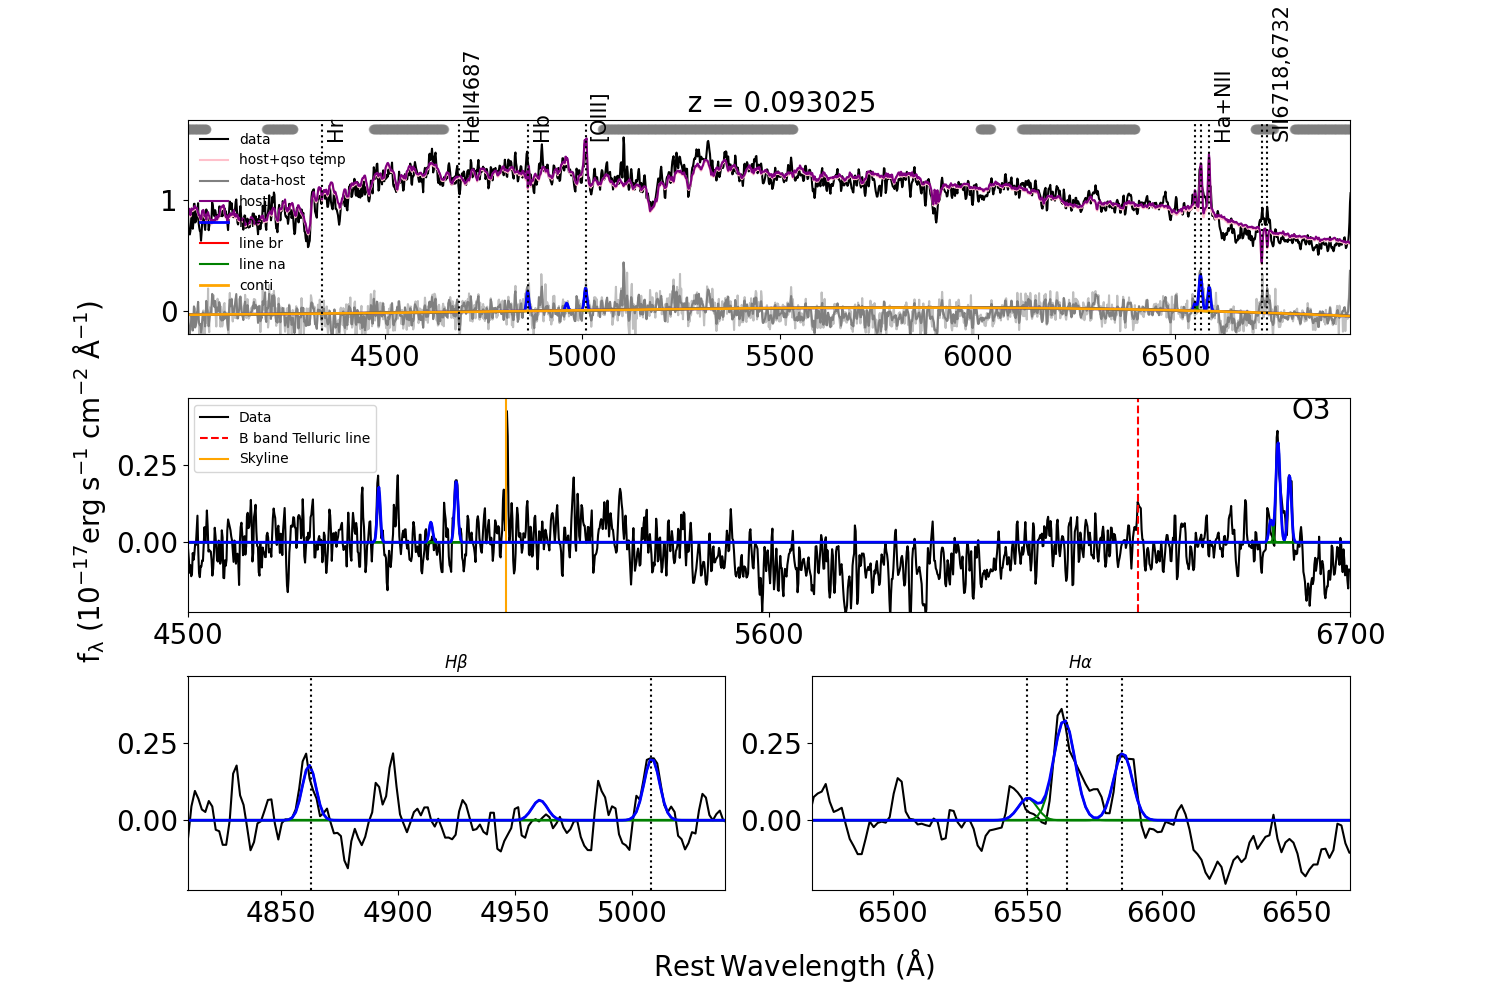 z = 0.093025
Hr
HeII4687
Hb
[OIII]
Ha+NII
SII6718,6732
data
host+qso temp
data-host
host
line br
line na
conti
1
0
4500 5000 5500 6000 6500
f_λ (10^−17 erg s^−1 cm^−2 Å^−1)
O3
Data
B band Telluric line
Skyline
0.25
0.00
4500 5600 6700
Hβ
0.25
0.00
4850 4900 4950 5000
Hα
0.25
0.00
6500 6550 6600 6650
Rest Wavelength (Å)